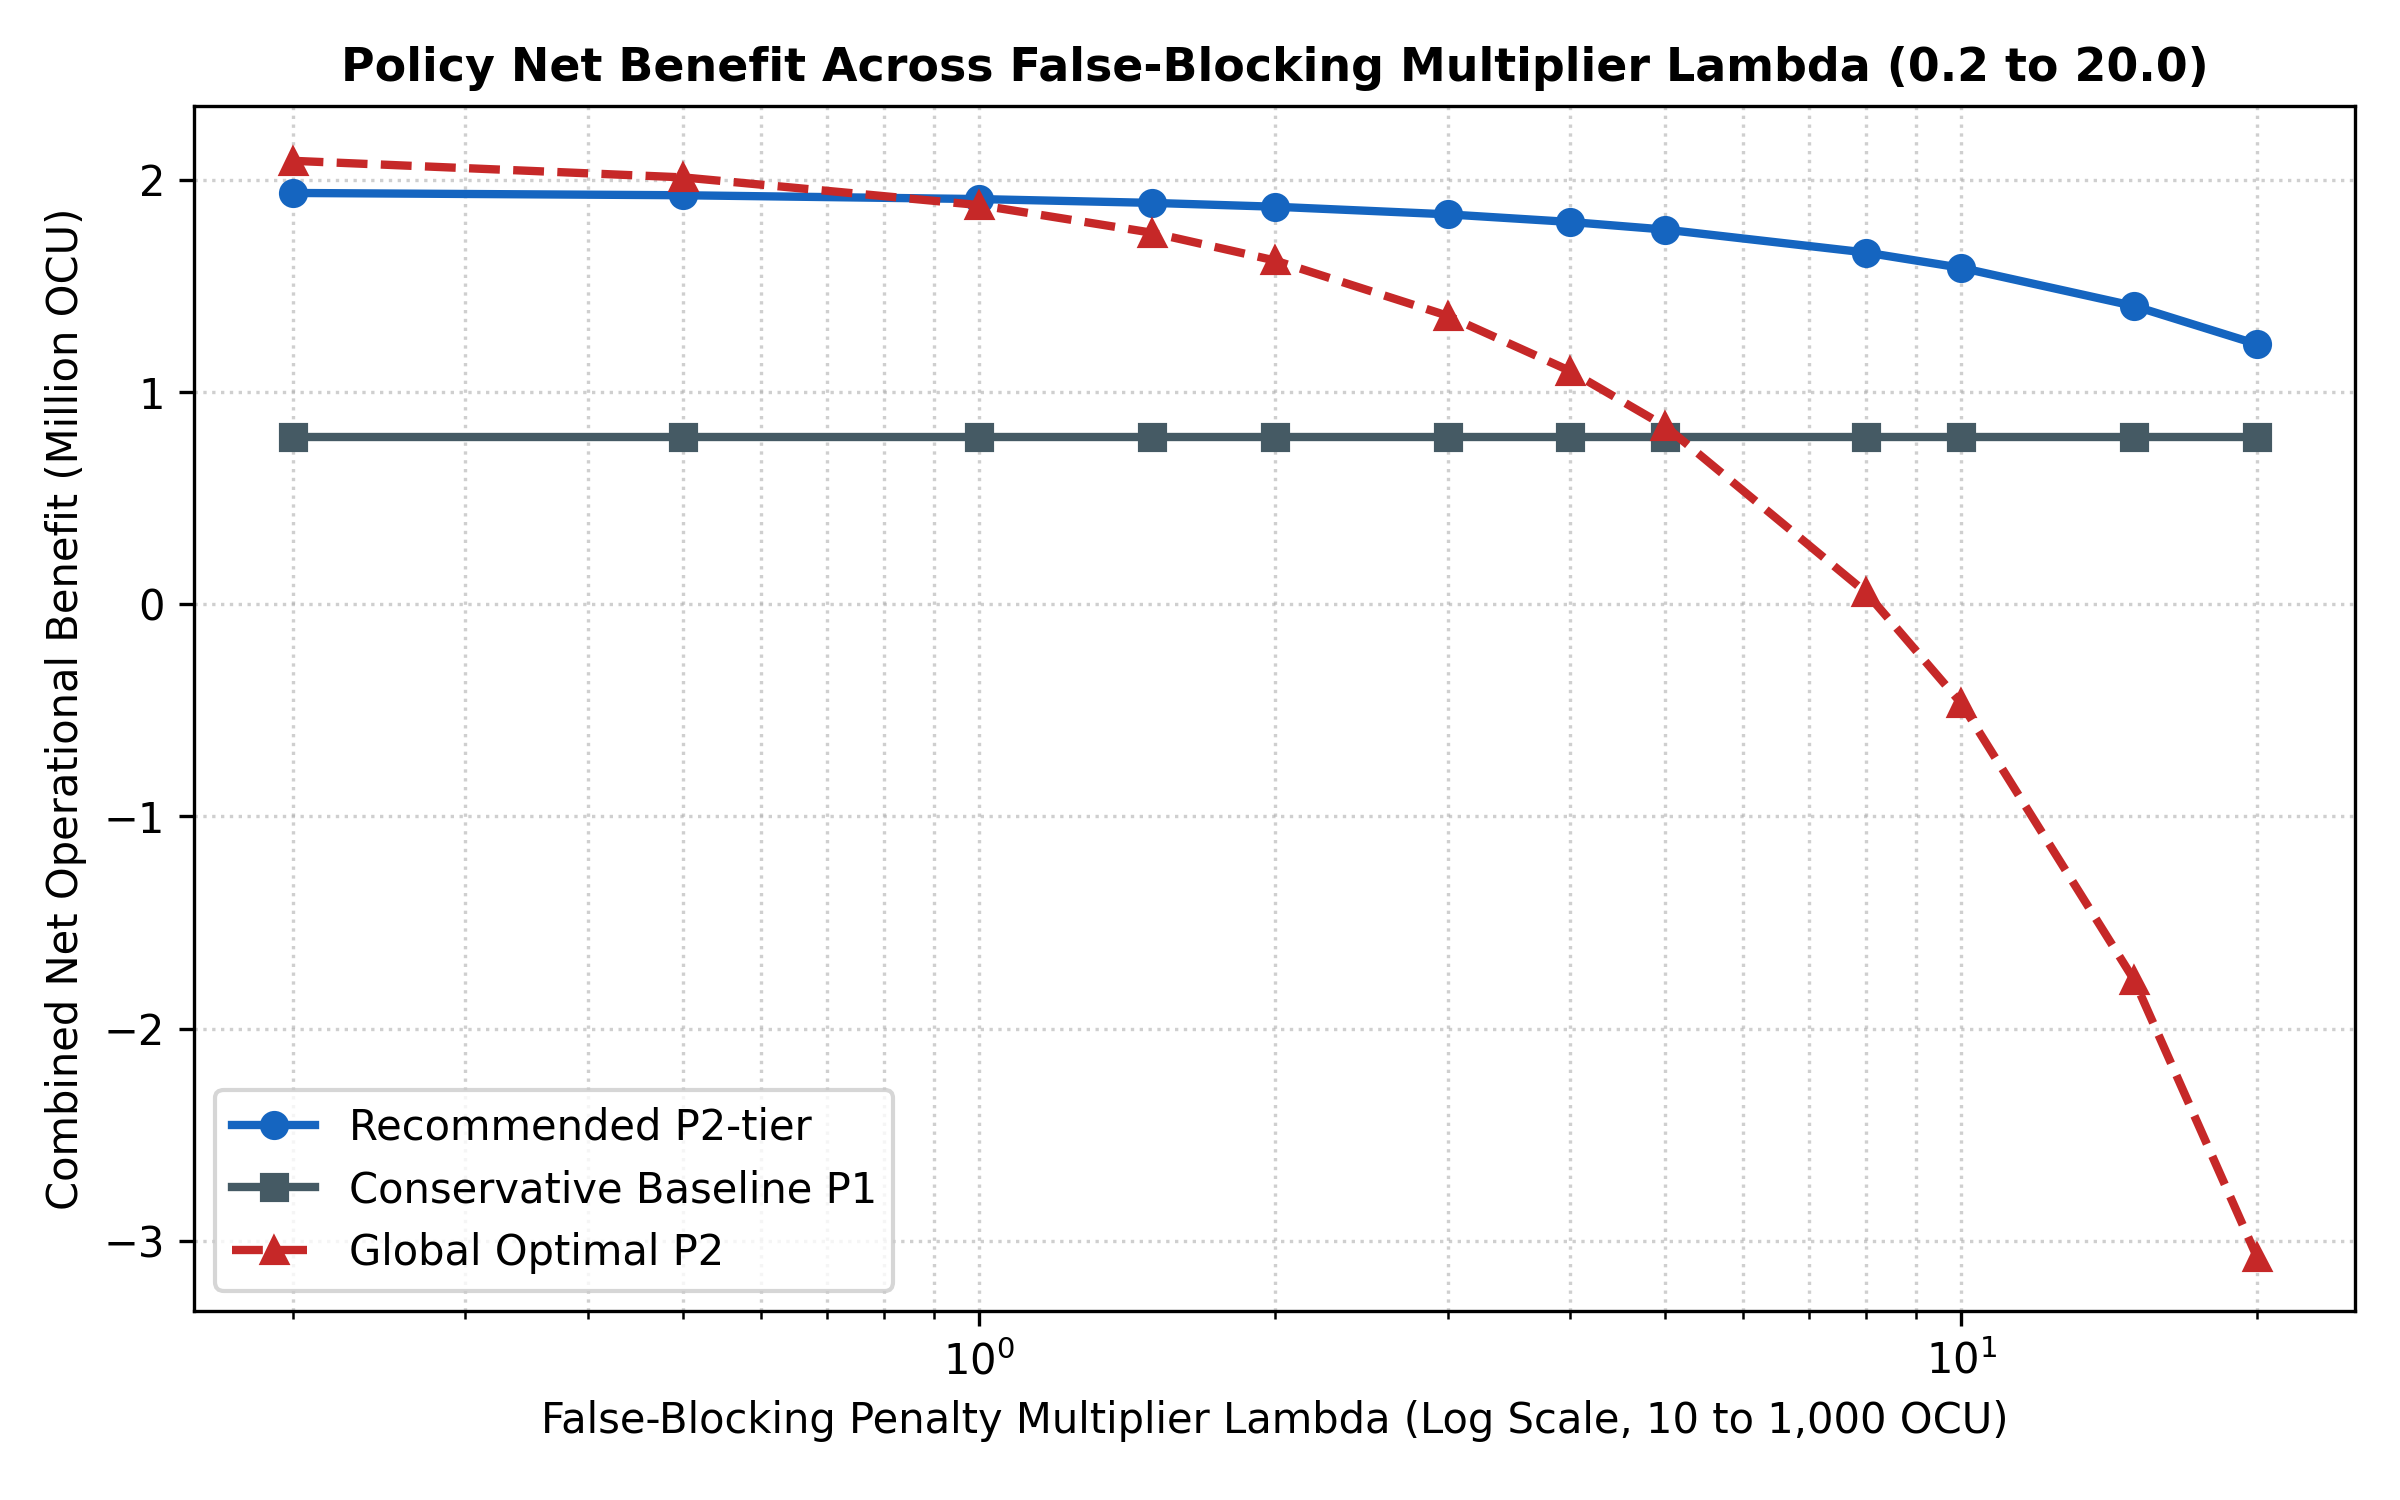 Policy Net Benefit Across False-Blocking Multiplier Lambda (0.2 to 20.0)
Combined Net Operational Benefit (Million OCU)
2
1
0
−1
−2
−3
Recommended P2-tier
Conservative Baseline P1
Global Optimal P2
10⁰
10¹
False-Blocking Penalty Multiplier Lambda (Log Scale, 10 to 1,000 OCU)